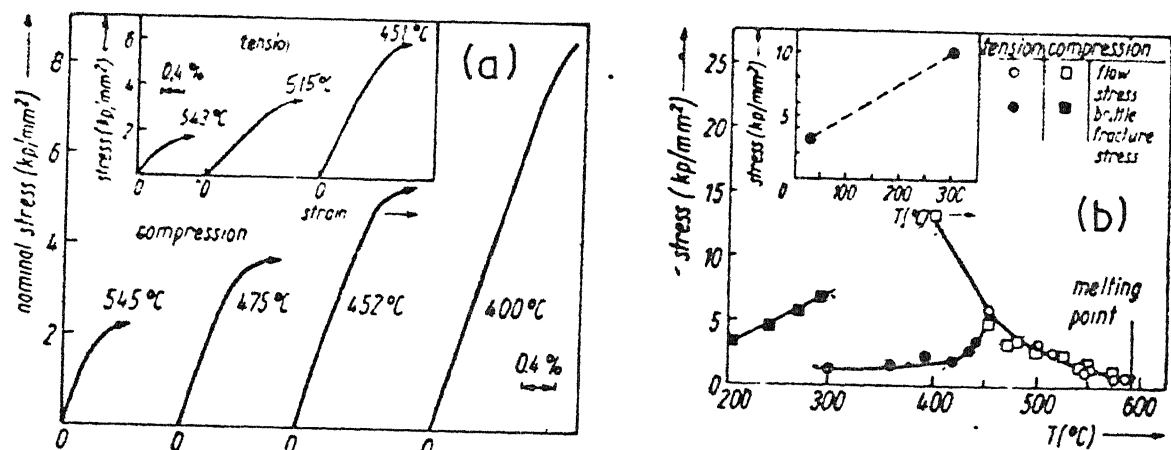 (a)
nominal stress (kp/mm²)
8
6
4
2
stress (kp/mm²)
6
4
2
tension
0.4 %
543°C
515°C
451°C
0
0
0
strain
compression
545°C
475°C
452°C
400°C
0.4 %
0
0
0
0
(b)
stress (kp/mm²)
25
20
15
10
5
0
stress (kp/mm²)
10
5
0
100
200
300
T(°C)
tension compression
flow
stress
brittle
fracture
stress
melting
point
200
300
400
500
600
T(°C)